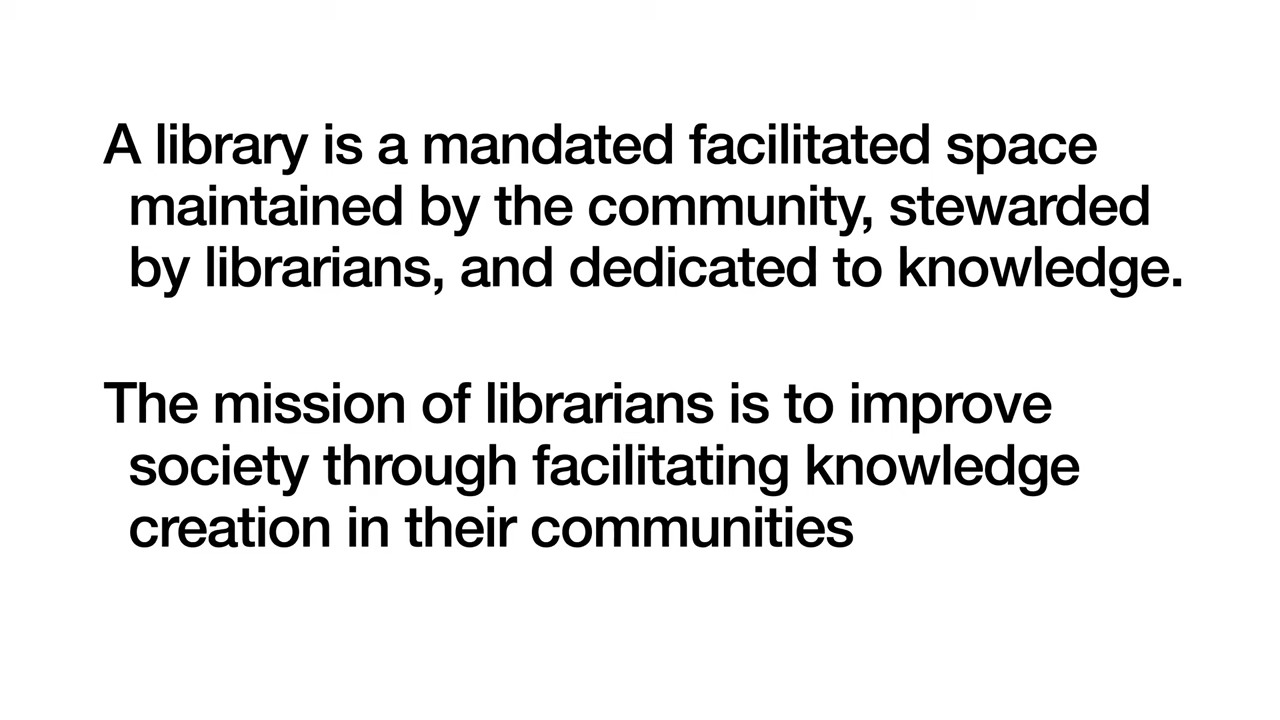 A library is a mandated facilitated space
maintained by the community, stewarded
by librarians, and dedicated to knowledge.
The mission of librarians is to improve
society through facilitating knowledge
creation in their communities